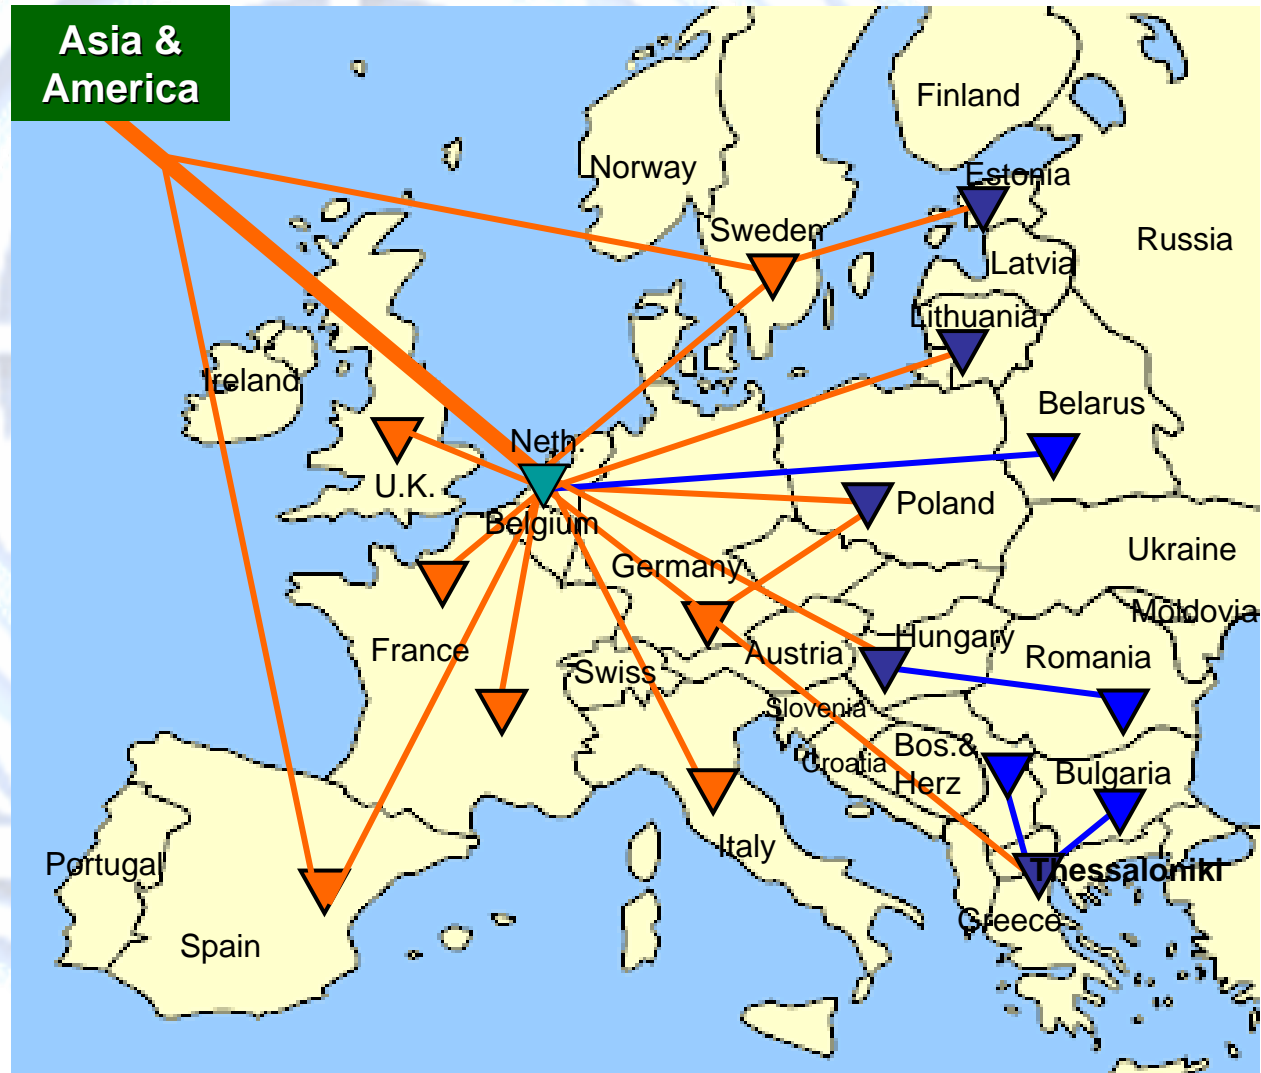 Asia &
America
Finland
Norway
Estonia
Sweden
Russia
Latvia
Lithuania
Ireland
Belarus
Neth.
U.K.
Poland
Belgium
Ukraine
Germany
Moldovia
Hungary
France
Austria
Romania
Swiss
Slovenia
Bos.&
Herz
Croatia
Bulgaria
Italy
Portugal
Thessaloniki
Greece
Spain